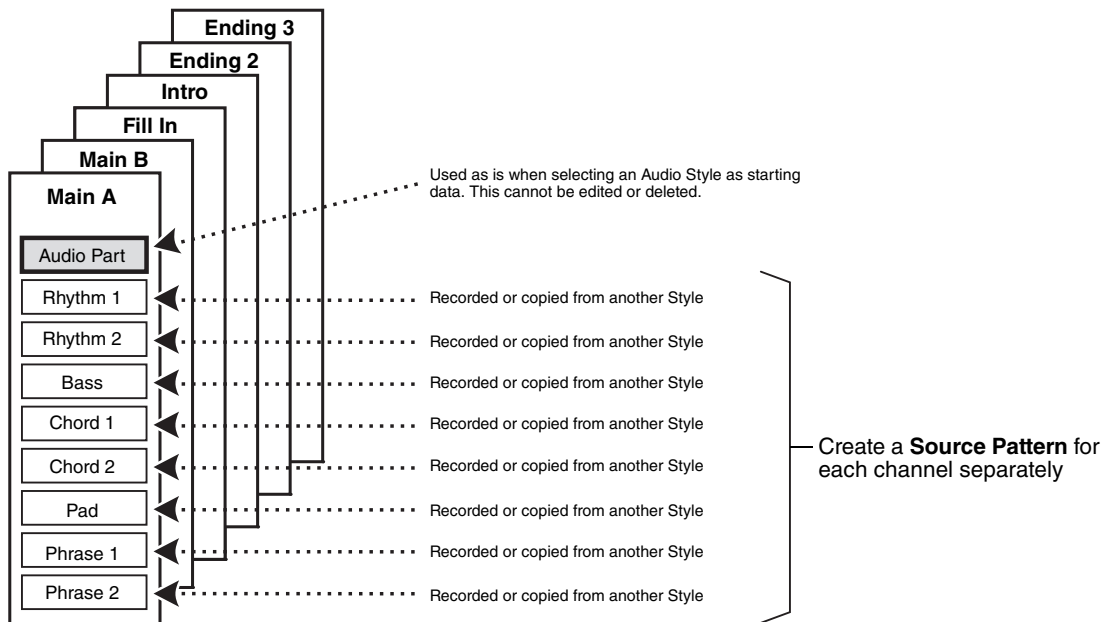 Ending 3
Ending 2
Intro
Fill In
Main B
Main A
Used as is when selecting an Audio Style as starting
data. This cannot be edited or deleted.
Audio Part
Rhythm 1
Recorded or copied from another Style
Rhythm 2
Recorded or copied from another Style
Bass
Recorded or copied from another Style
Chord 1
Recorded or copied from another Style
Chord 2
Recorded or copied from another Style
Pad
Recorded or copied from another Style
Phrase 1
Recorded or copied from another Style
Phrase 2
Recorded or copied from another Style
Create a Source Pattern for
each channel separately